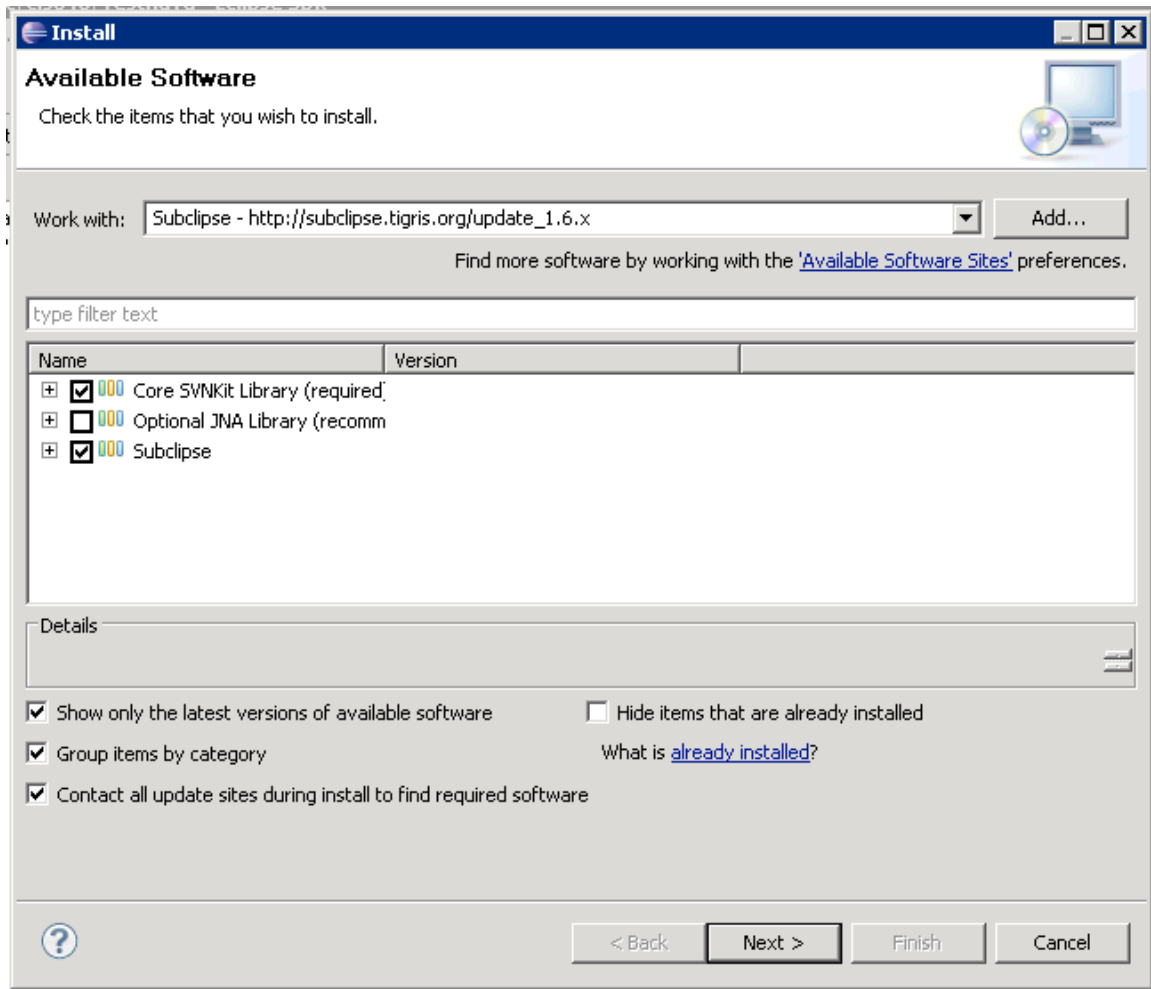 Install
Available Software
Check the items that you wish to install.
Work with: Subclipse - http://subclipse.tigris.org/update_1.6.x Add...
Find more software by working with the 'Available Software Sites' preferences.
type filter text
Name Version
Core SVNKit Library (required)
Optional JNA Library (recomm
Subclipse
Details
Show only the latest versions of available software Hide items that are already installed
Group items by category What is already installed?
Contact all update sites during install to find required software
< Back Next > Finish Cancel